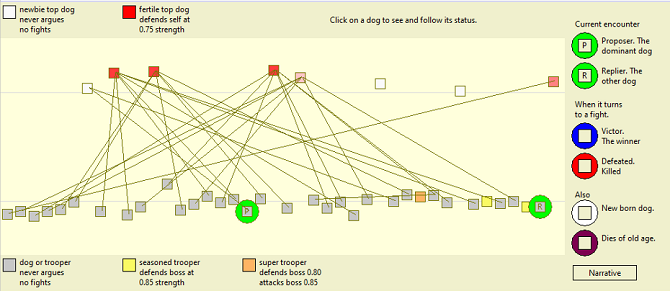 newbie top dog
never argues
no fights
fertile top dog
defends self at
0.75 strength
Click on a dog to see and follow its status.
P
R
Current encounter
P
Proposer. The
dominant dog
R
Replier. The
other dog
When it turns
to a fight.
Victor.
The winner
Defeated.
Killed
Also
New born dog.
Dies of old age.
Narrative
dog or trooper
never argues
no fights
seasoned trooper
defends boss at
0.85 strength
super trooper
defends boss 0.80
attacks boss 0.85